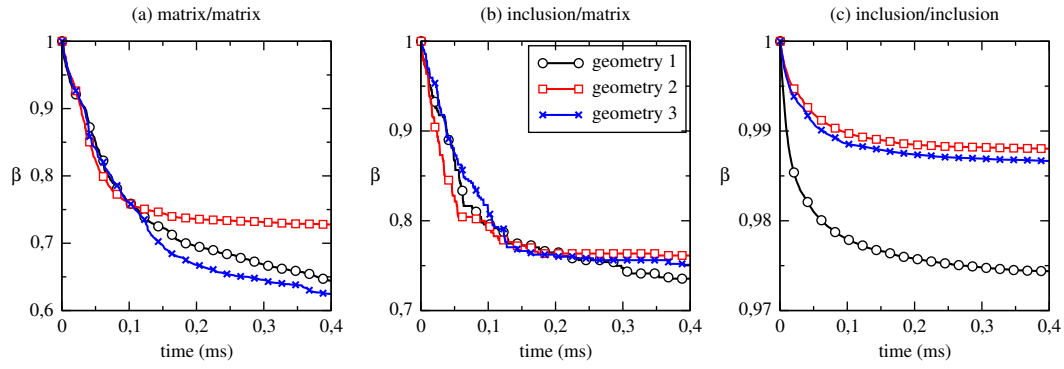 (a) matrix/matrix
(b) inclusion/matrix
(c) inclusion/inclusion
1
0,9
0,8
0,7
0,6
β
0
0,1
0,2
0,3
0,4
time (ms)
1
0,9
0,8
0,7
β
0
0,1
0,2
0,3
0,4
time (ms)
geometry 1
geometry 2
geometry 3
1
0,99
0,98
0,97
β
0
0,1
0,2
0,3
0,4
time (ms)